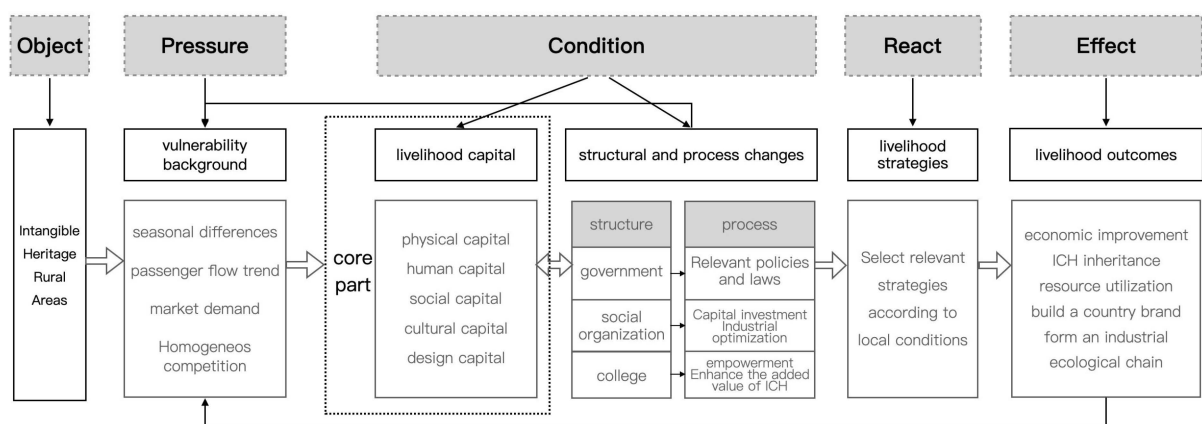 Object
Pressure
Condition
React
Effect
Intangible
Heritage
Rural
Areas
vulnerability
background
seasonal differences
passenger flow trend
market demand
Homogeneos
competition
core
part
livelihood capital
physical capital
human capital
social capital
cultural capital
design capital
structural and process changes
structure
process
government
Relevant policies
and laws
social
organization
Capital investment
Industrial
optimization
college
empowerment
Enhance the added
value of ICH
livelihood
strategies
Select relevant
strategies
according to
local conditions
livelihood outcomes
economic improvement
ICH inheritance
resource utilization
build a country brand
form an industrial
ecological chain